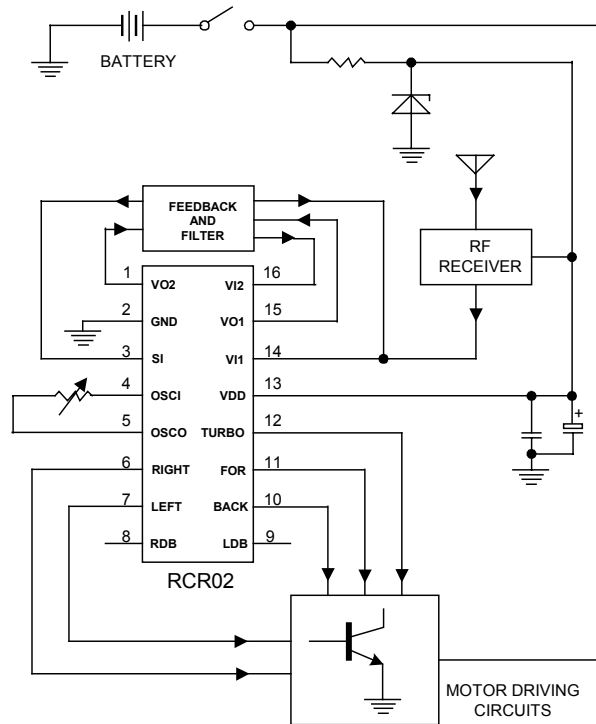 BATTERY
FEEDBACK
AND
FILTER
RF
RECEIVER
1 VO2 VI2 16
2 GND VO1 15
3 SI VI1 14
4 OSCI VDD 13
5 OSCO TURBO 12
6 RIGHT FOR 11
7 LEFT BACK 10
8 RDB LDB 9
+
RCR02
MOTOR DRIVING
CIRCUITS